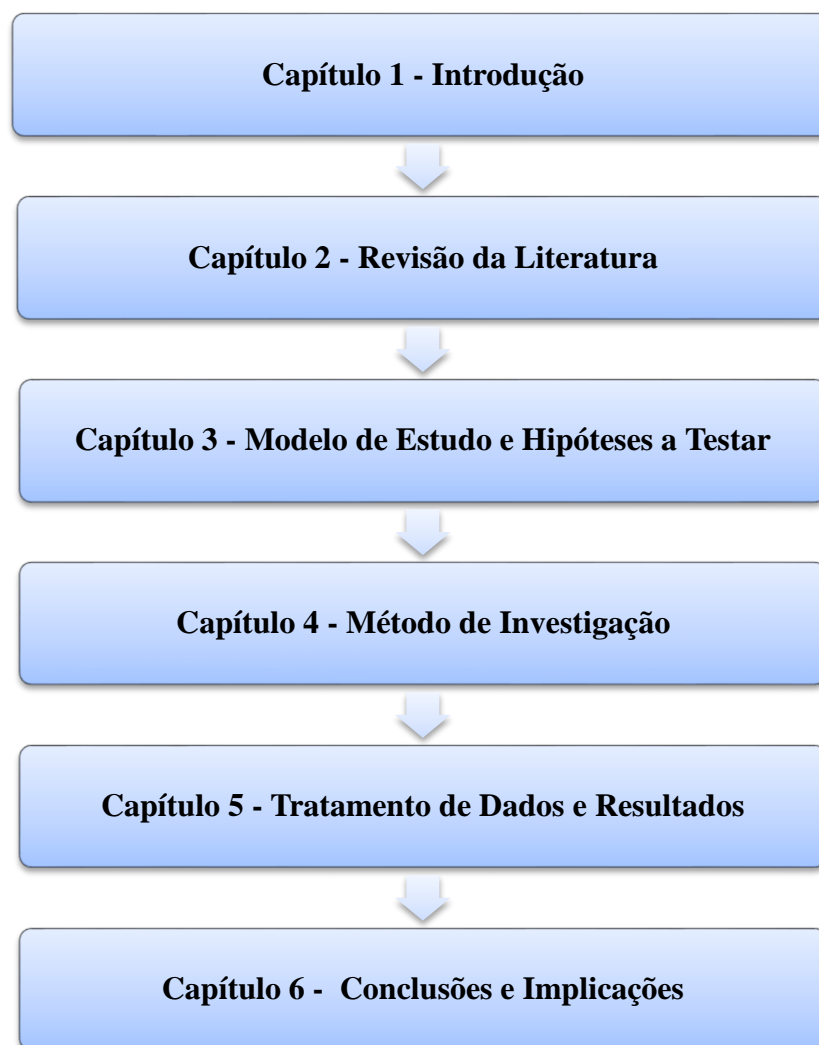 Capítulo 1 - Introdução
Capítulo 2 - Revisão da Literatura
Capítulo 3 - Modelo de Estudo e Hipóteses a Testar
Capítulo 4 - Método de Investigação
Capítulo 5 - Tratamento de Dados e Resultados
Capítulo 6 -  Conclusões e Implicações